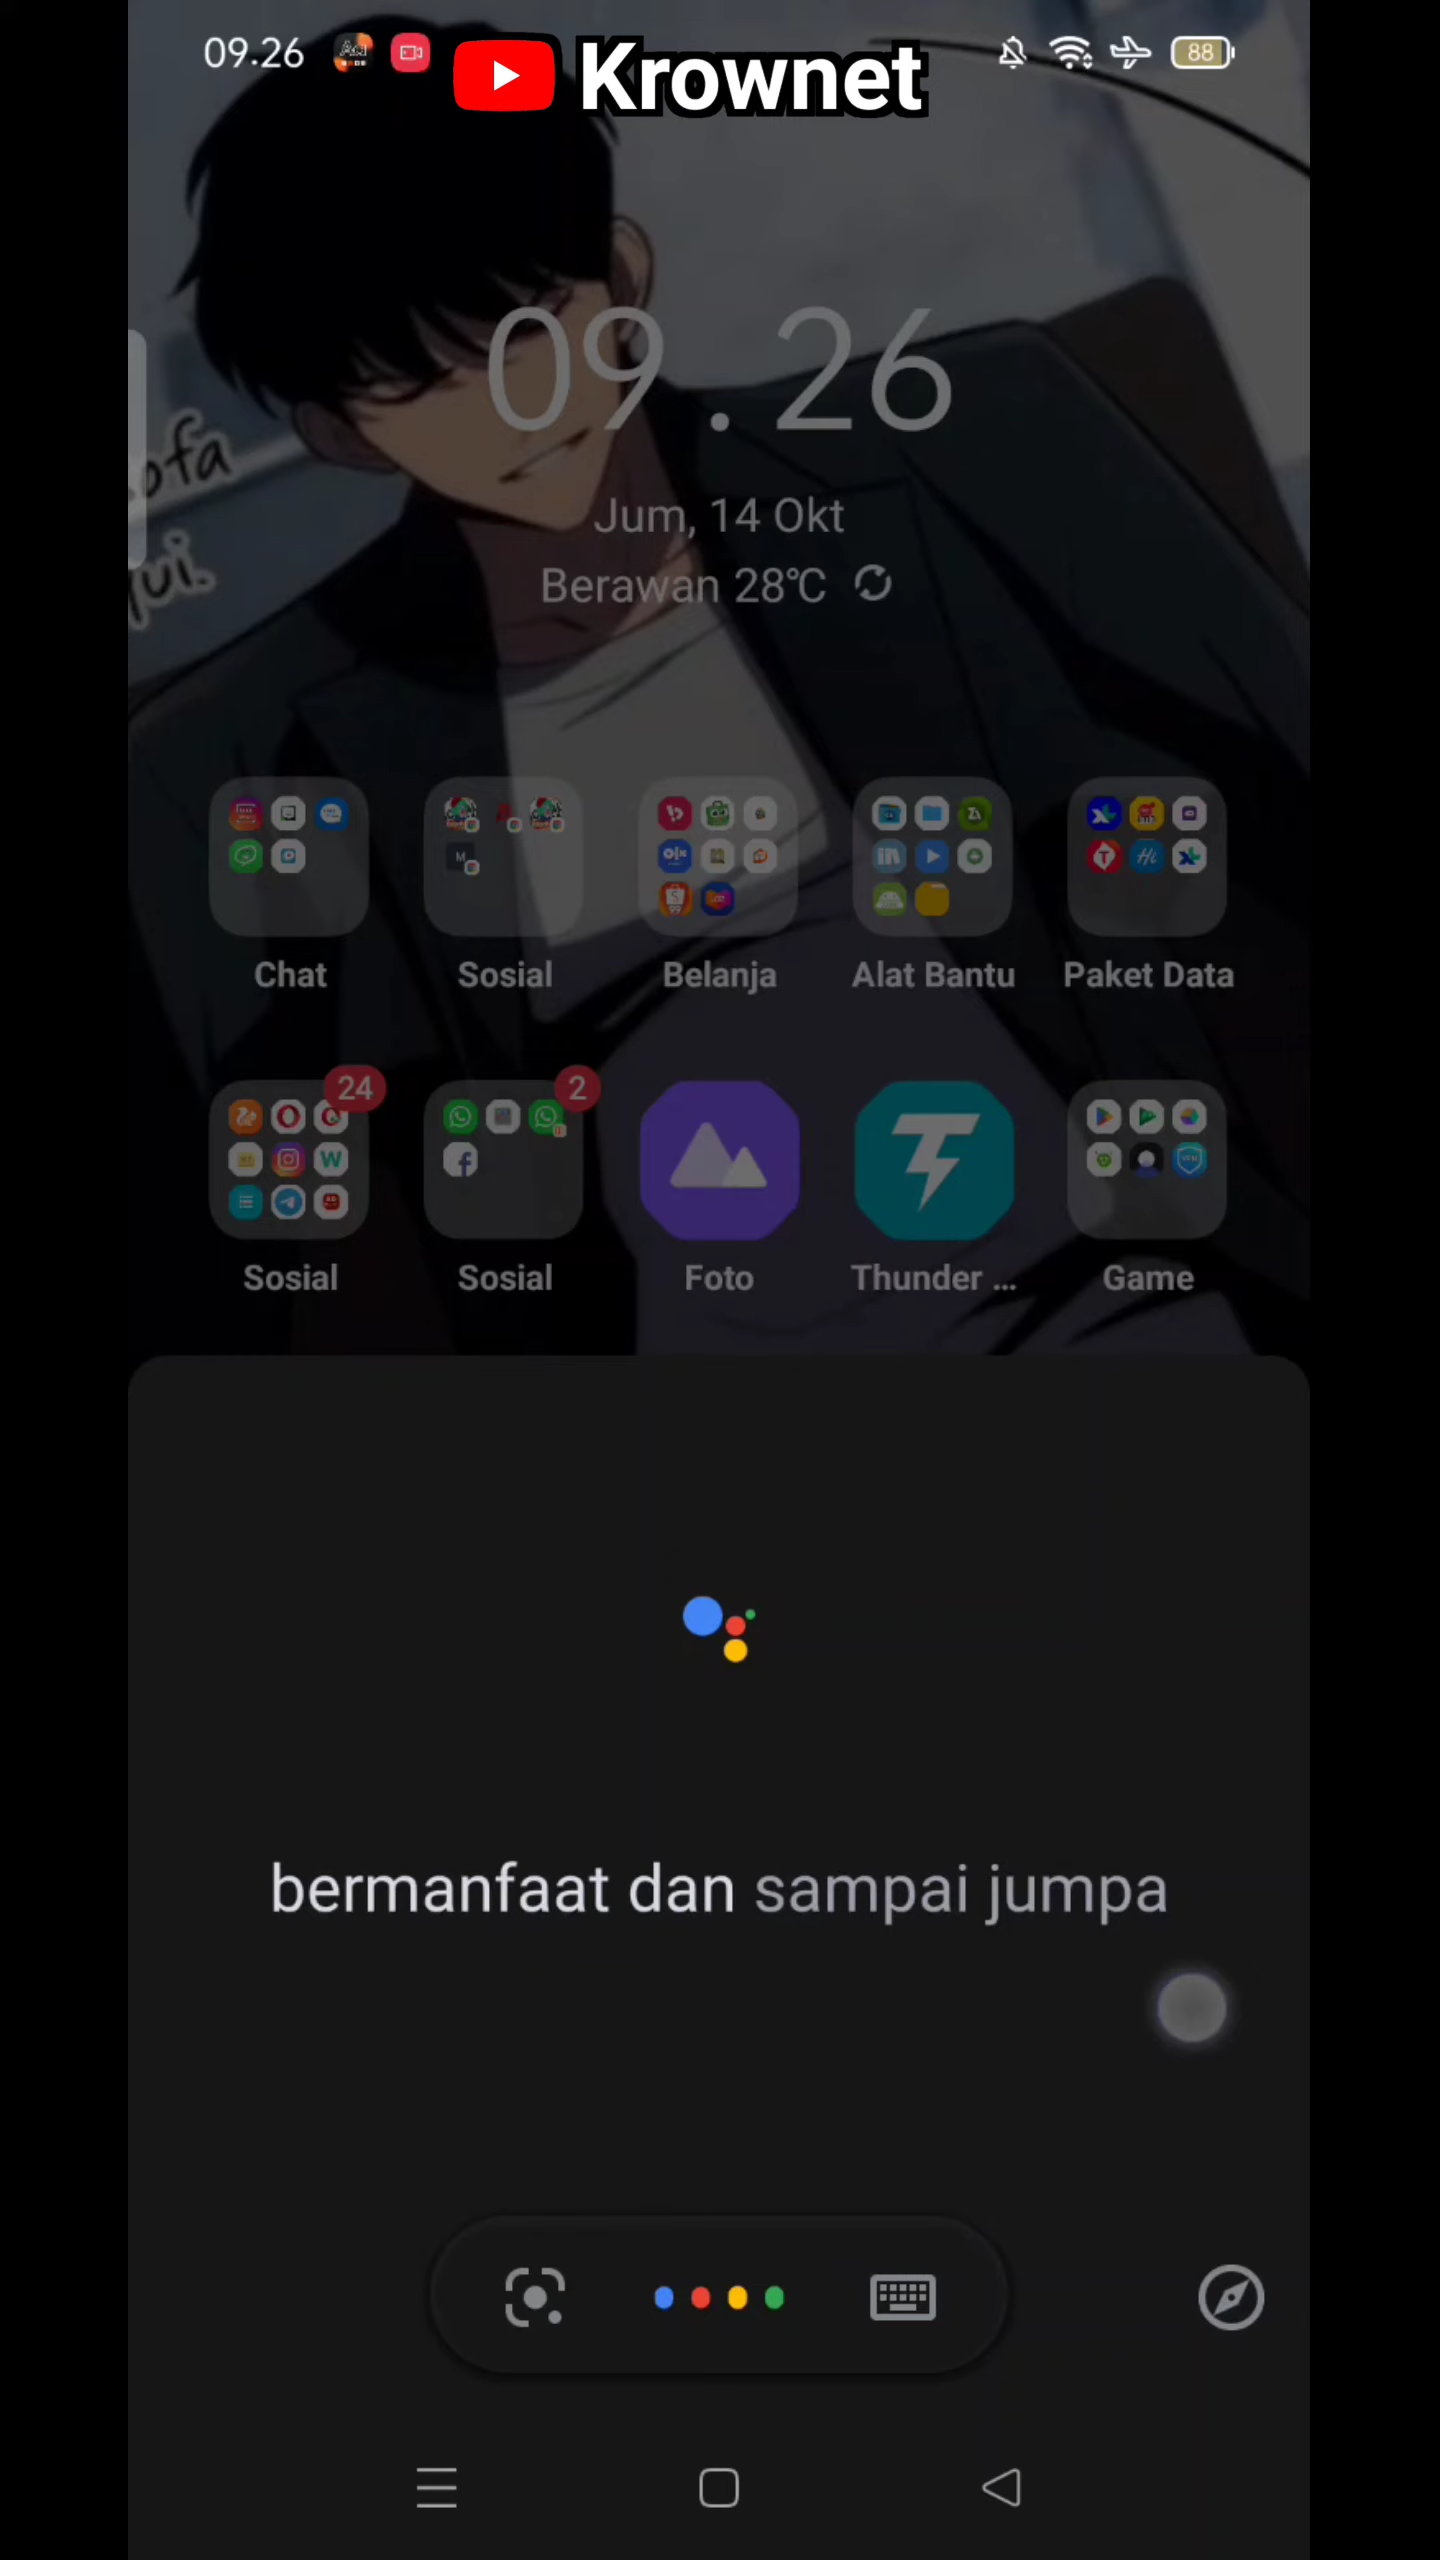 09.26
Krownet
88
09.26
ofa
Jum, 14 Okt
Berawan 28°C
Chat
Sosial
Belanja
Alat Bantu
Paket Data
24
2
Sosial
Sosial
Foto
Thunder ...
Game
bermanfaat dan sampai jumpa